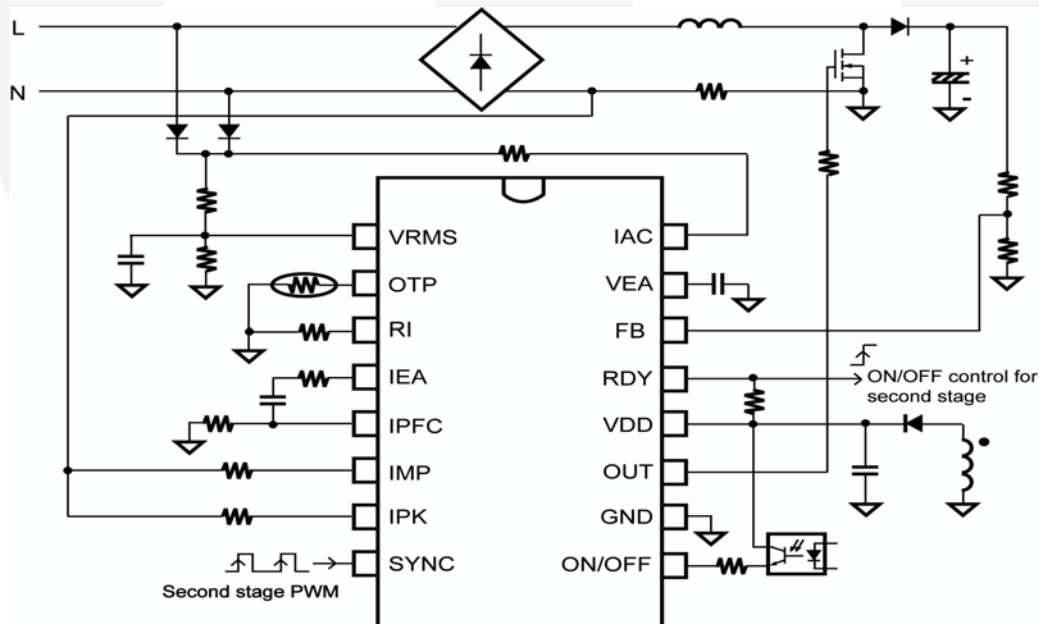 L
N
+
-
VRMS
OTP
RI
IEA
IPFC
IMP
IPK
SYNC
Second stage PWM
IAC
VEA
FB
RDY
ON/OFF control for
second stage
VDD
OUT
GND
ON/OFF